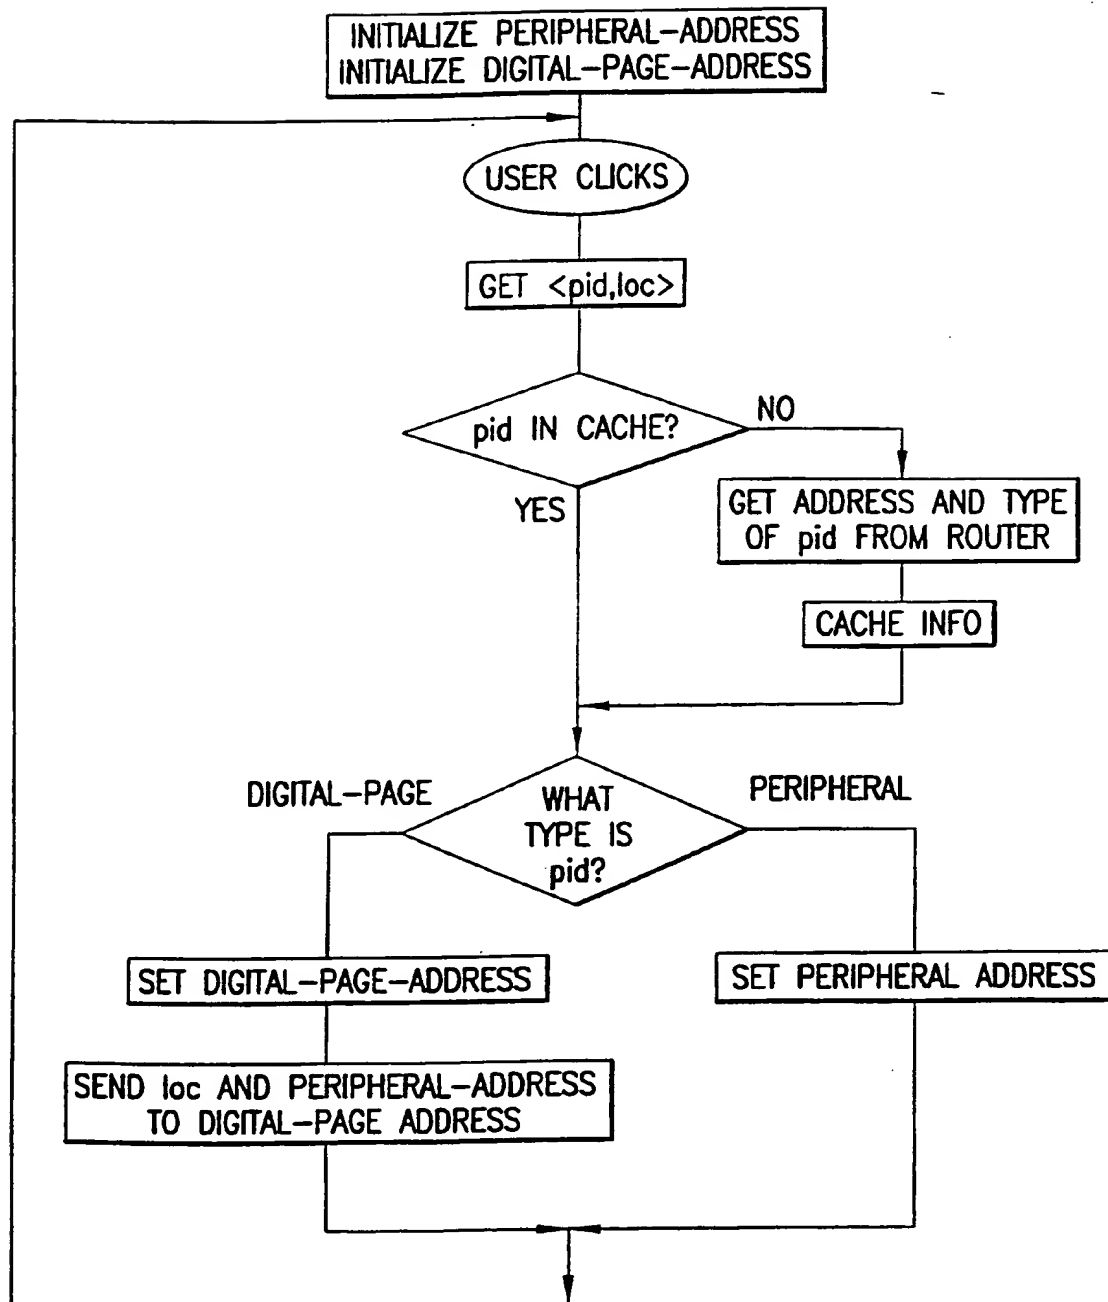 INITIALIZE PERIPHERAL-ADDRESS
INITIALIZE DIGITAL-PAGE-ADDRESS
USER CLICKS
GET <pid,loc>
pid IN CACHE?
NO
YES
GET ADDRESS AND TYPE
OF pid FROM ROUTER
CACHE INFO
DIGITAL-PAGE
WHAT
TYPE IS
pid?
PERIPHERAL
SET DIGITAL-PAGE-ADDRESS
SET PERIPHERAL ADDRESS
SEND loc AND PERIPHERAL-ADDRESS
TO DIGITAL-PAGE ADDRESS